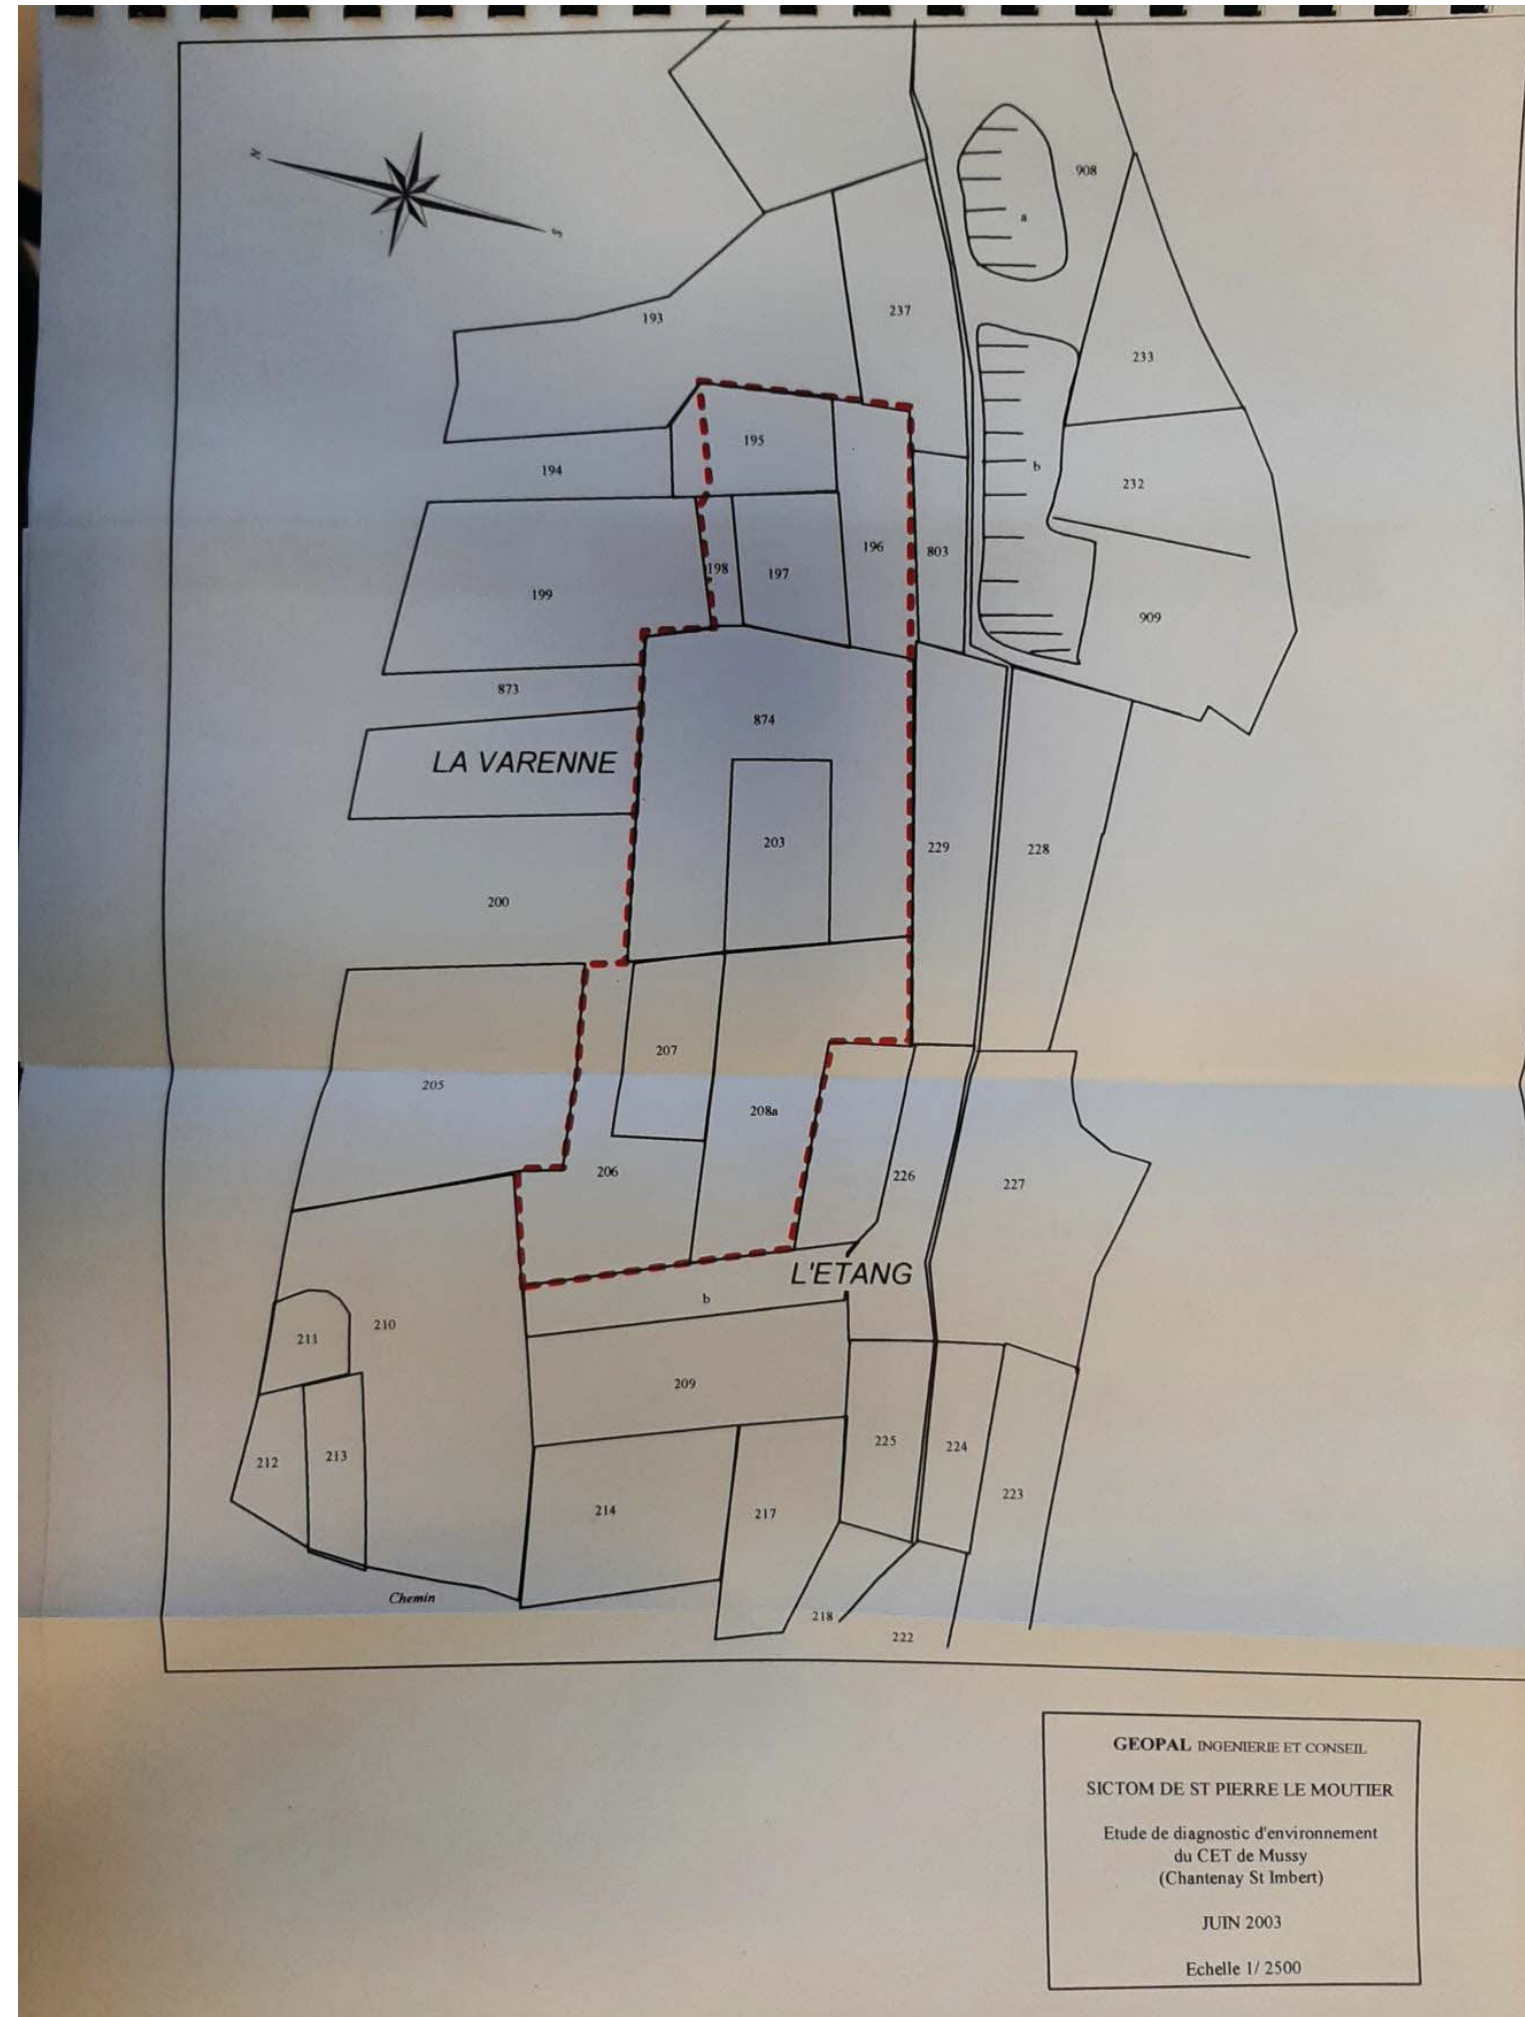 908
N
a
S
237
193
233
195
194
b
232
196
803
198
197
199
909
873
874
LA VARENNE
203
229
228
200
207
205
208a
206
226
227
L'ETANG
b
210
211
209
225
224
213
212
223
214
217
Chemin
218
222
GEOPAL INGENIERIE ET CONSEIL
SICTOM DE ST PIERRE LE MOUTIER
Etude de diagnostic d'environnement
du CET de Mussy
(Chantenay St Imbert)
JUIN 2003
Echelle 1/ 2500